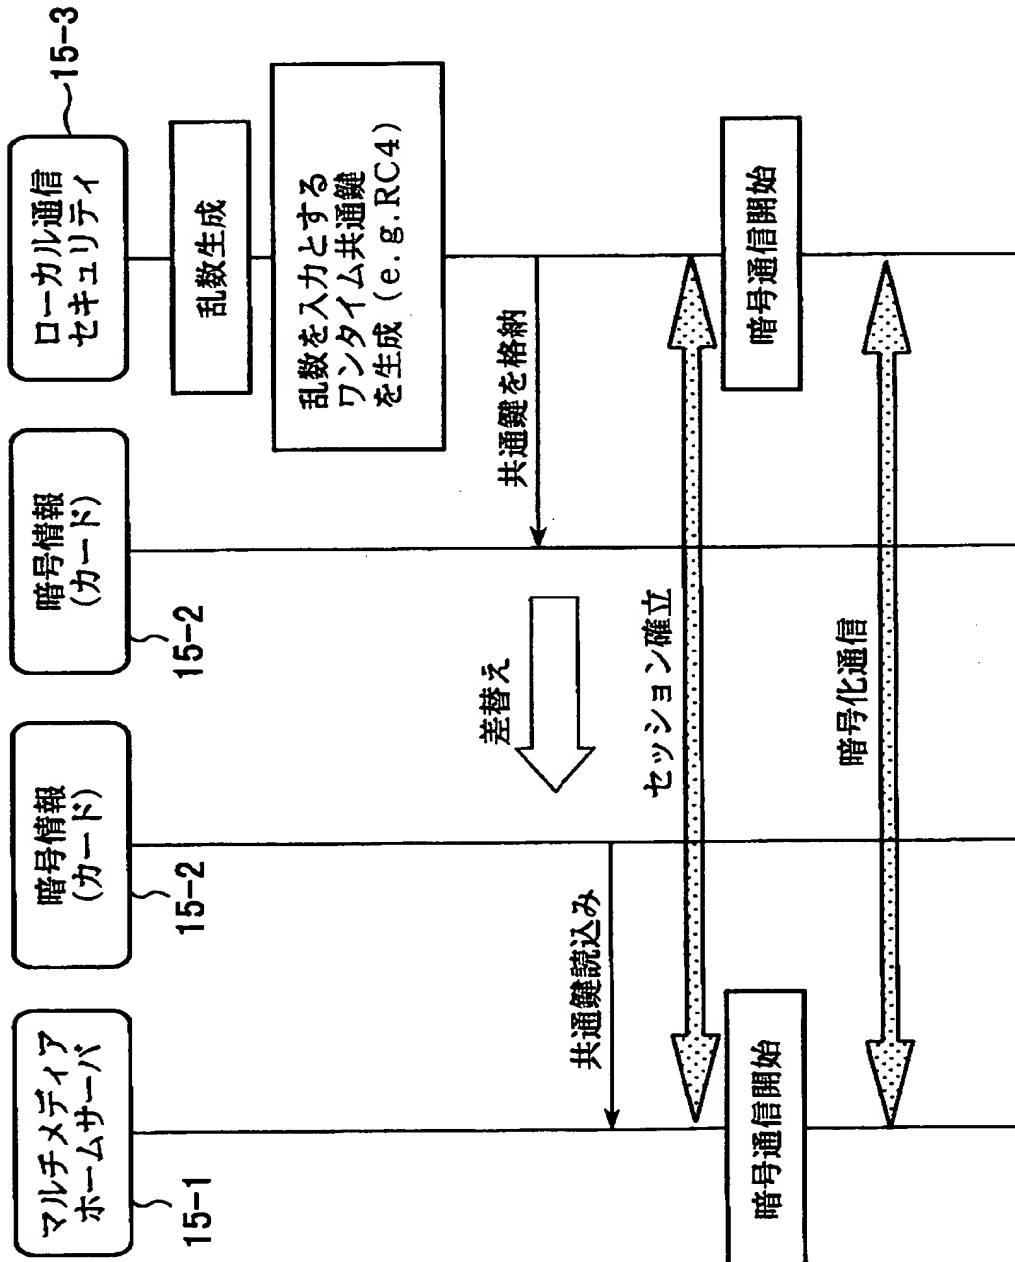 マルチメディア
ホームサーバ
15-1
暗号情報
(カード)
15-2
暗号情報
(カード)
15-2
ローカル通信
セキュリティ
15-3
乱数生成
乱数を入力とする
ワンタイム共通鍵
を生成(e.g.RC4)
共通鍵を格納
差替え
共通鍵読込み
セッション確立
暗号通信開始
暗号通信開始
暗号化通信